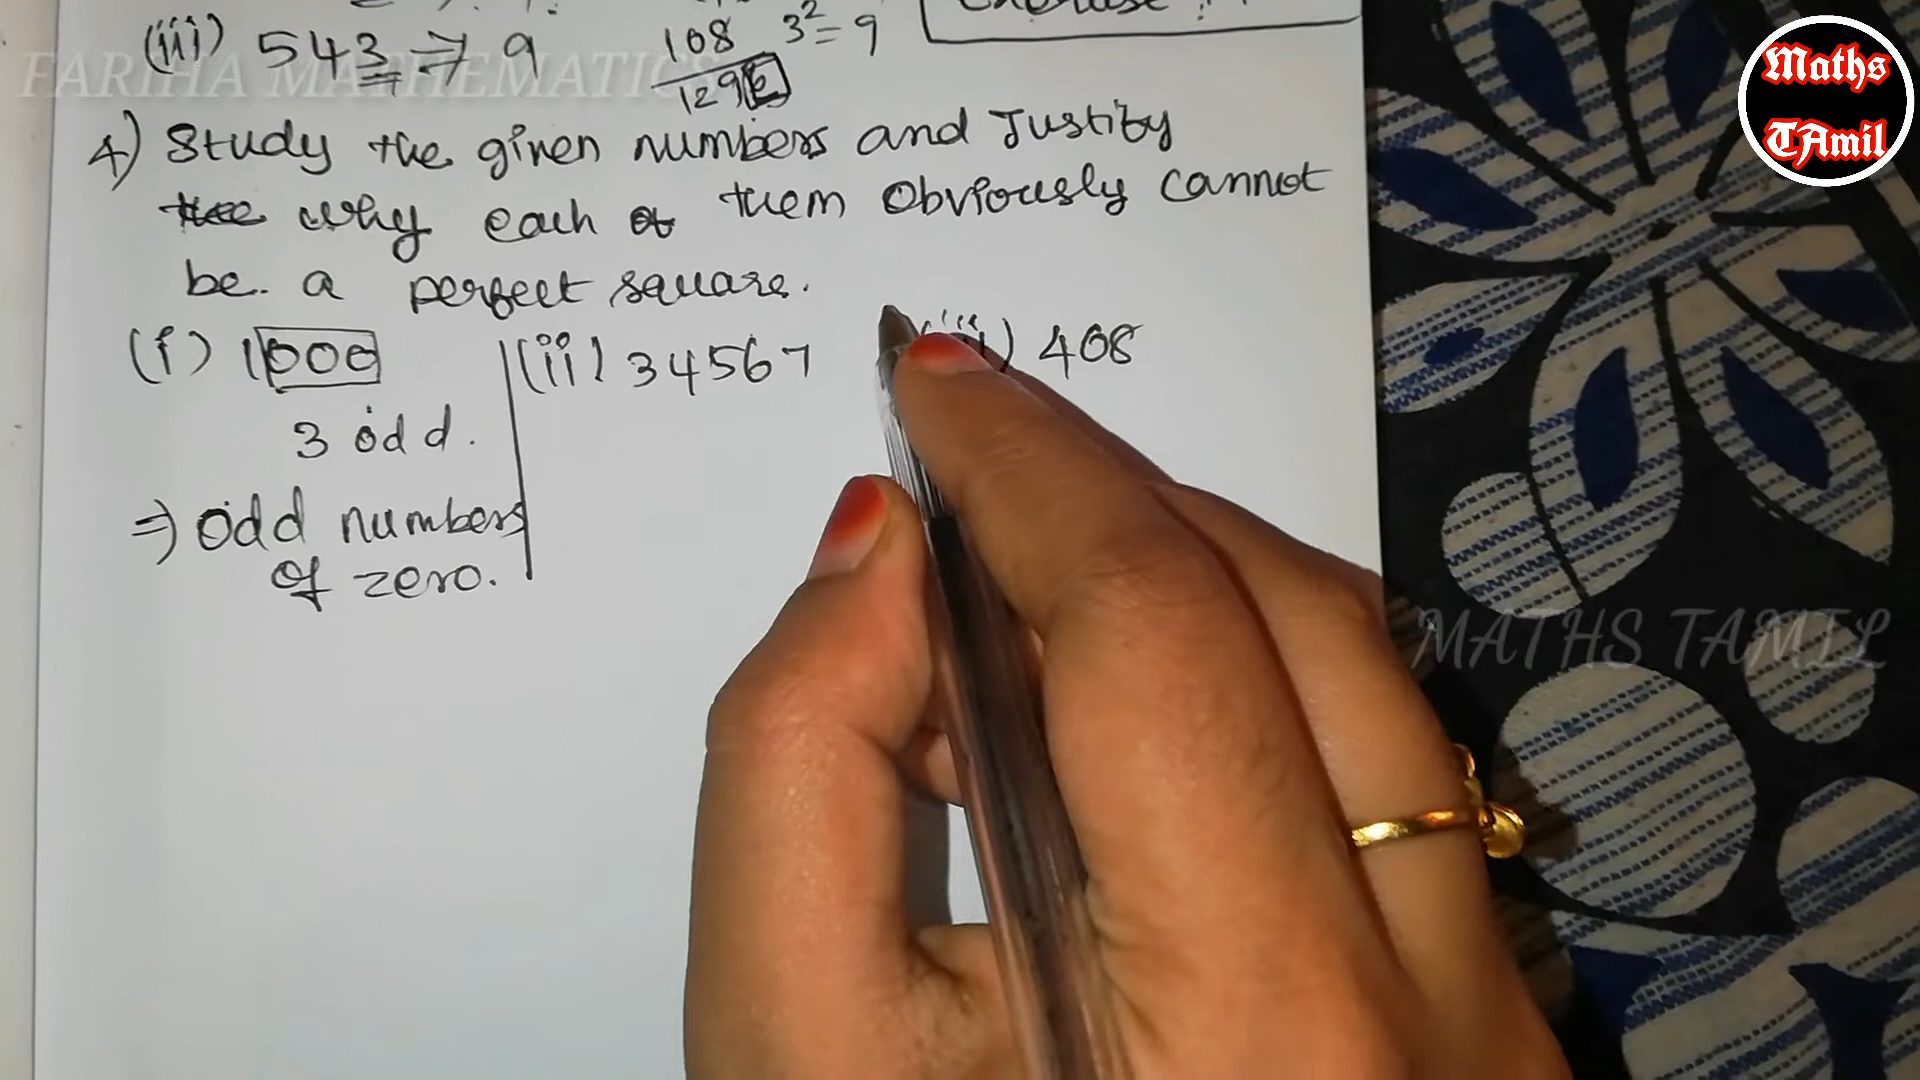 (iii) 543 => 9
108 3² = 9
1296
4) Study the given numbers and Justify
why each of them obviously cannot
be. a perfect square.
(i) 1000 (ii) 34567 (iii) 408
3 odd.
=> Odd numbers
of zero.
FARIHA MATHEMATICS
Maths
TAmil
MATHS TAMIL